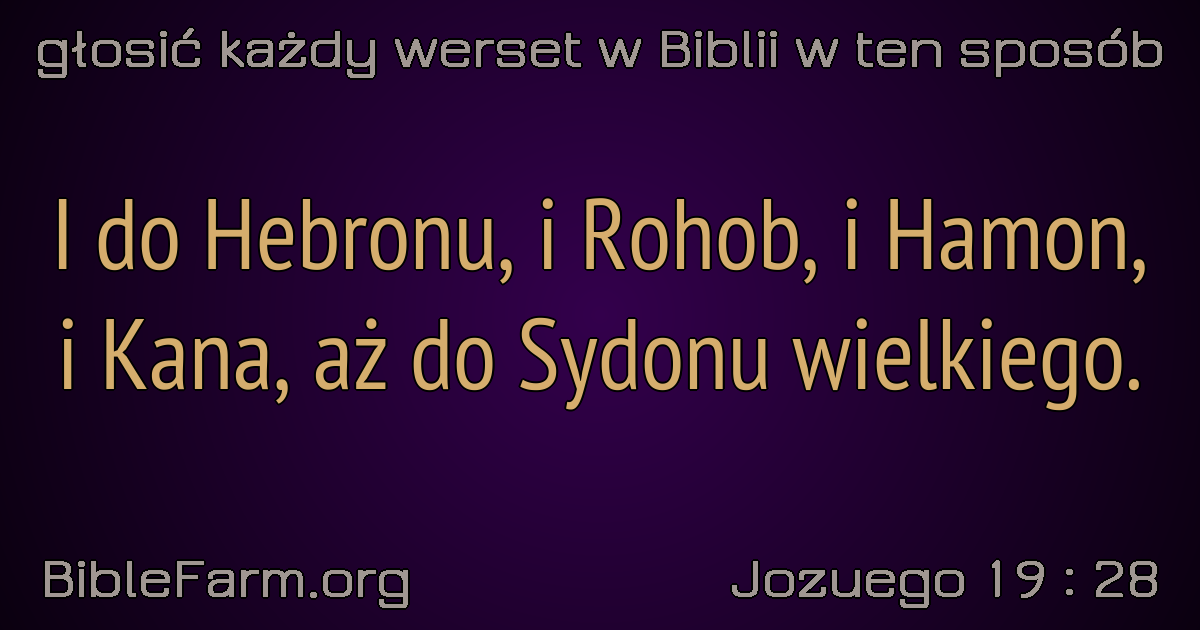 głosić każdy werset w Biblii w ten sposób
I do Hebronu, i Rohob, i Hamon,
i Kana, aż do Sydonu wielkiego.
BibleFarm.org
Jozuego 19 : 28